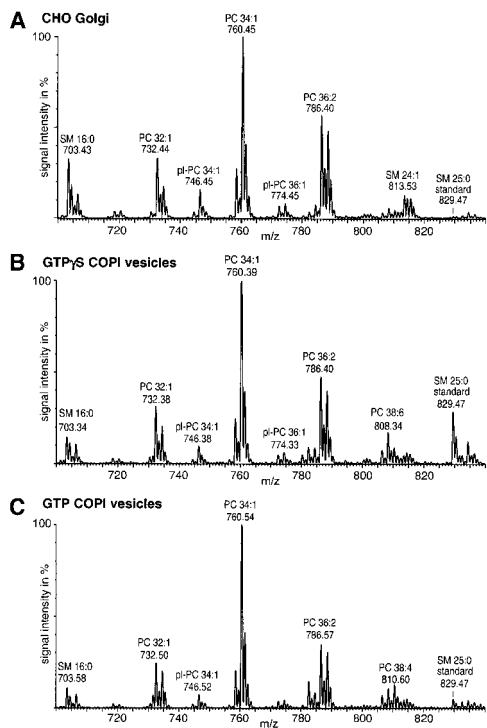 A CHO Golgi
PC 34:1
760.45
100
signal intensity in %
PC 36:2
786.40
SM 16:0
703.43
PC 32:1
732.44
pl-PC 34:1
746.45
pl-PC 36:1
774.45
SM 24:1
813.53
SM 25:0
standard
829.47
720 740 760 780 800 820
m/z
B GTPγS COPI vesicles
PC 34:1
760.39
100
signal intensity in %
PC 36:2
786.40
SM 25:0
standard
829.47
PC 32:1
732.38
SM 16:0
703.34
pl-PC 34:1
746.38
pl-PC 36:1
774.33
PC 38:6
808.34
720 740 760 780 800 820
m/z
C GTP COPI vesicles
PC 34:1
760.54
100
signal intensity in %
PC 36:2
786.57
PC 32:1
732.50
SM 16:0
703.58
pl-PC 34:1
746.52
PC 38:4
810.60
SM 25:0
standard
829.47
720 740 760 780 800 820
m/z